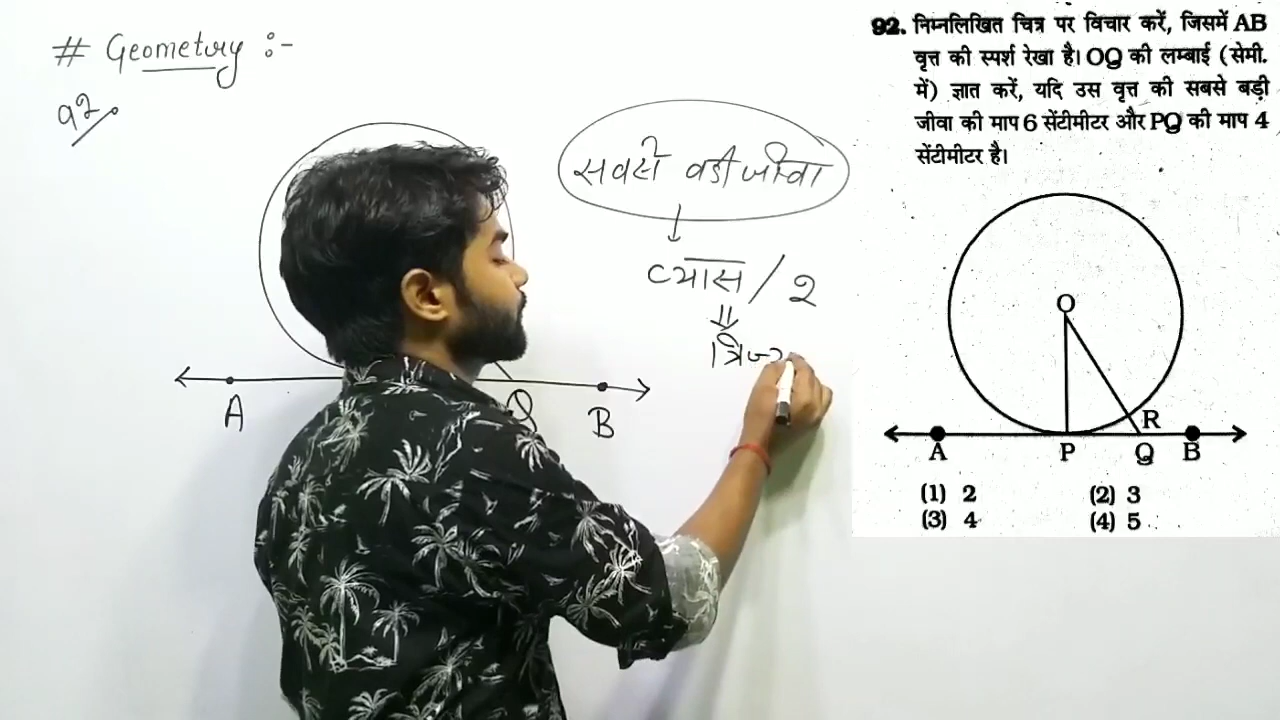 # Geometry :-
92.
सबसे बड़ी जीवा
व्यास / 2
त्रिज्य
A
Q
B
92. निम्नलिखित चित्र पर विचार करें, जिसमें AB
वृत्त की स्पर्श रेखा है। OQ की लम्बाई (सेमी.
में) ज्ञात करें, यदि उस वृत्त की सबसे बड़ी
जीवा की माप 6 सेंटीमीटर और PQ की माप 4
सेंटीमीटर है।
O
R
A P Q B
(1) 2 (2) 3
(3) 4 (4) 5